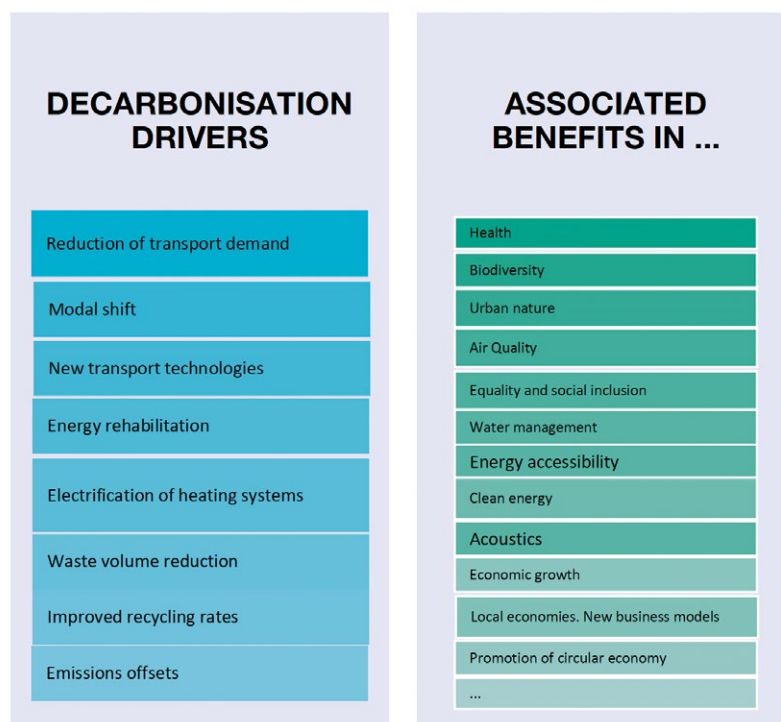 DECARBONISATION
DRIVERS
Reduction of transport demand
Modal shift
New transport technologies
Energy rehabilitation
Electrification of heating systems
Waste volume reduction
Improved recycling rates
Emissions offsets
ASSOCIATED
BENEFITS IN ...
Health
Biodiversity
Urban nature
Air Quality
Equality and social inclusion
Water management
Energy accessibility
Clean energy
Acoustics
Economic growth
Local economies. New business models
Promotion of circular economy
...